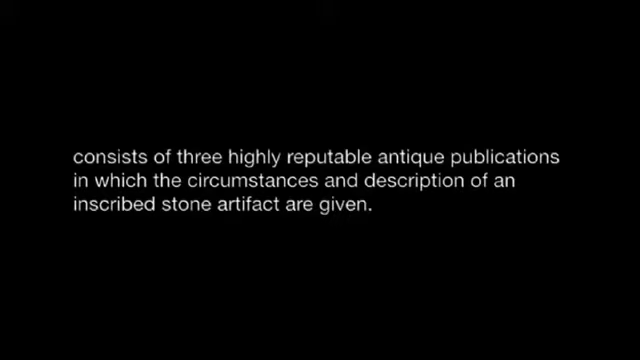 consists of three highly reputable antique publications
in which the circumstances and description of an
inscribed stone artifact are given.